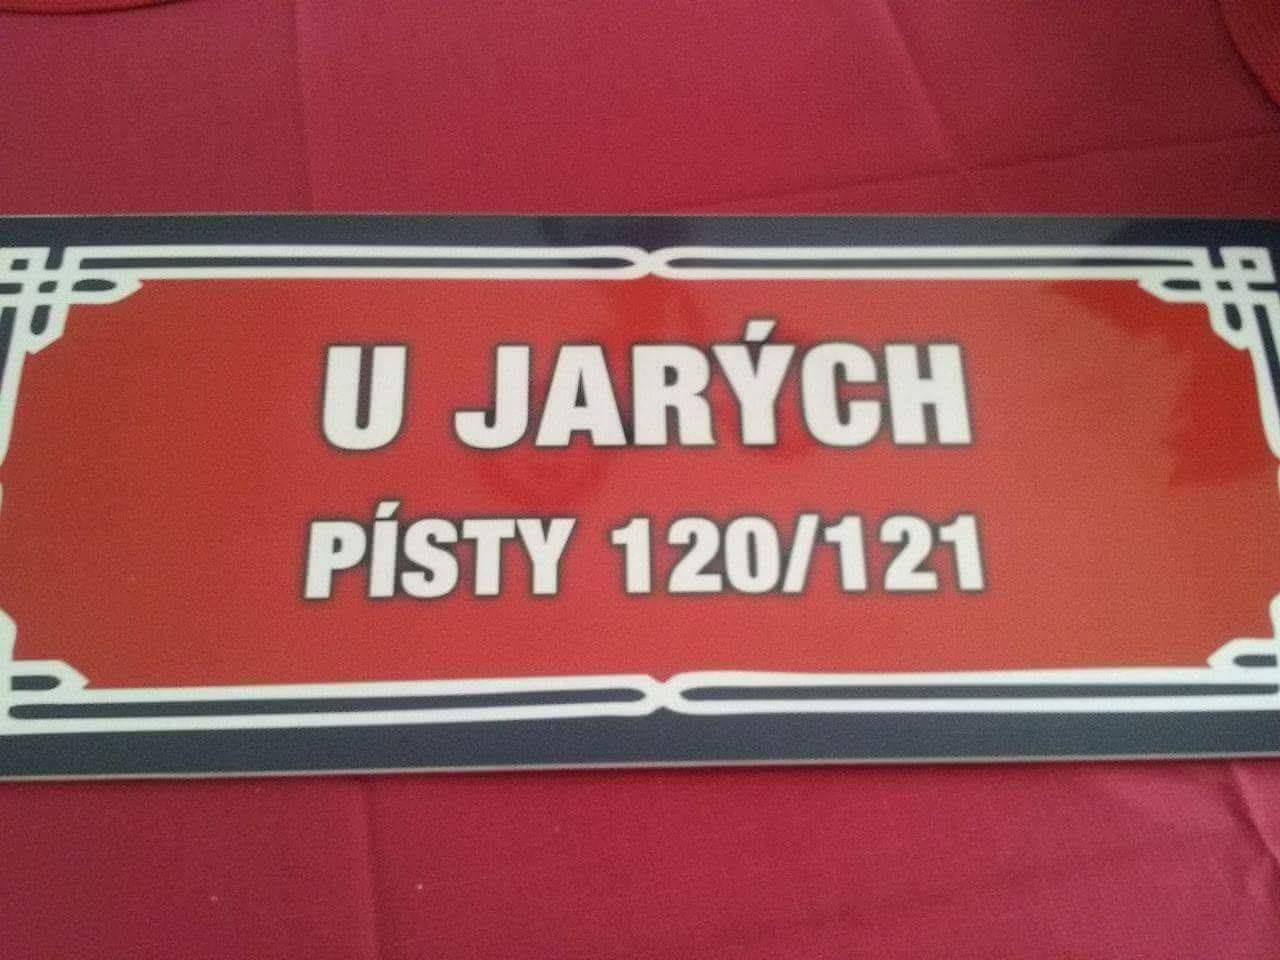 U JARÝCH
PÍSTY 120/121